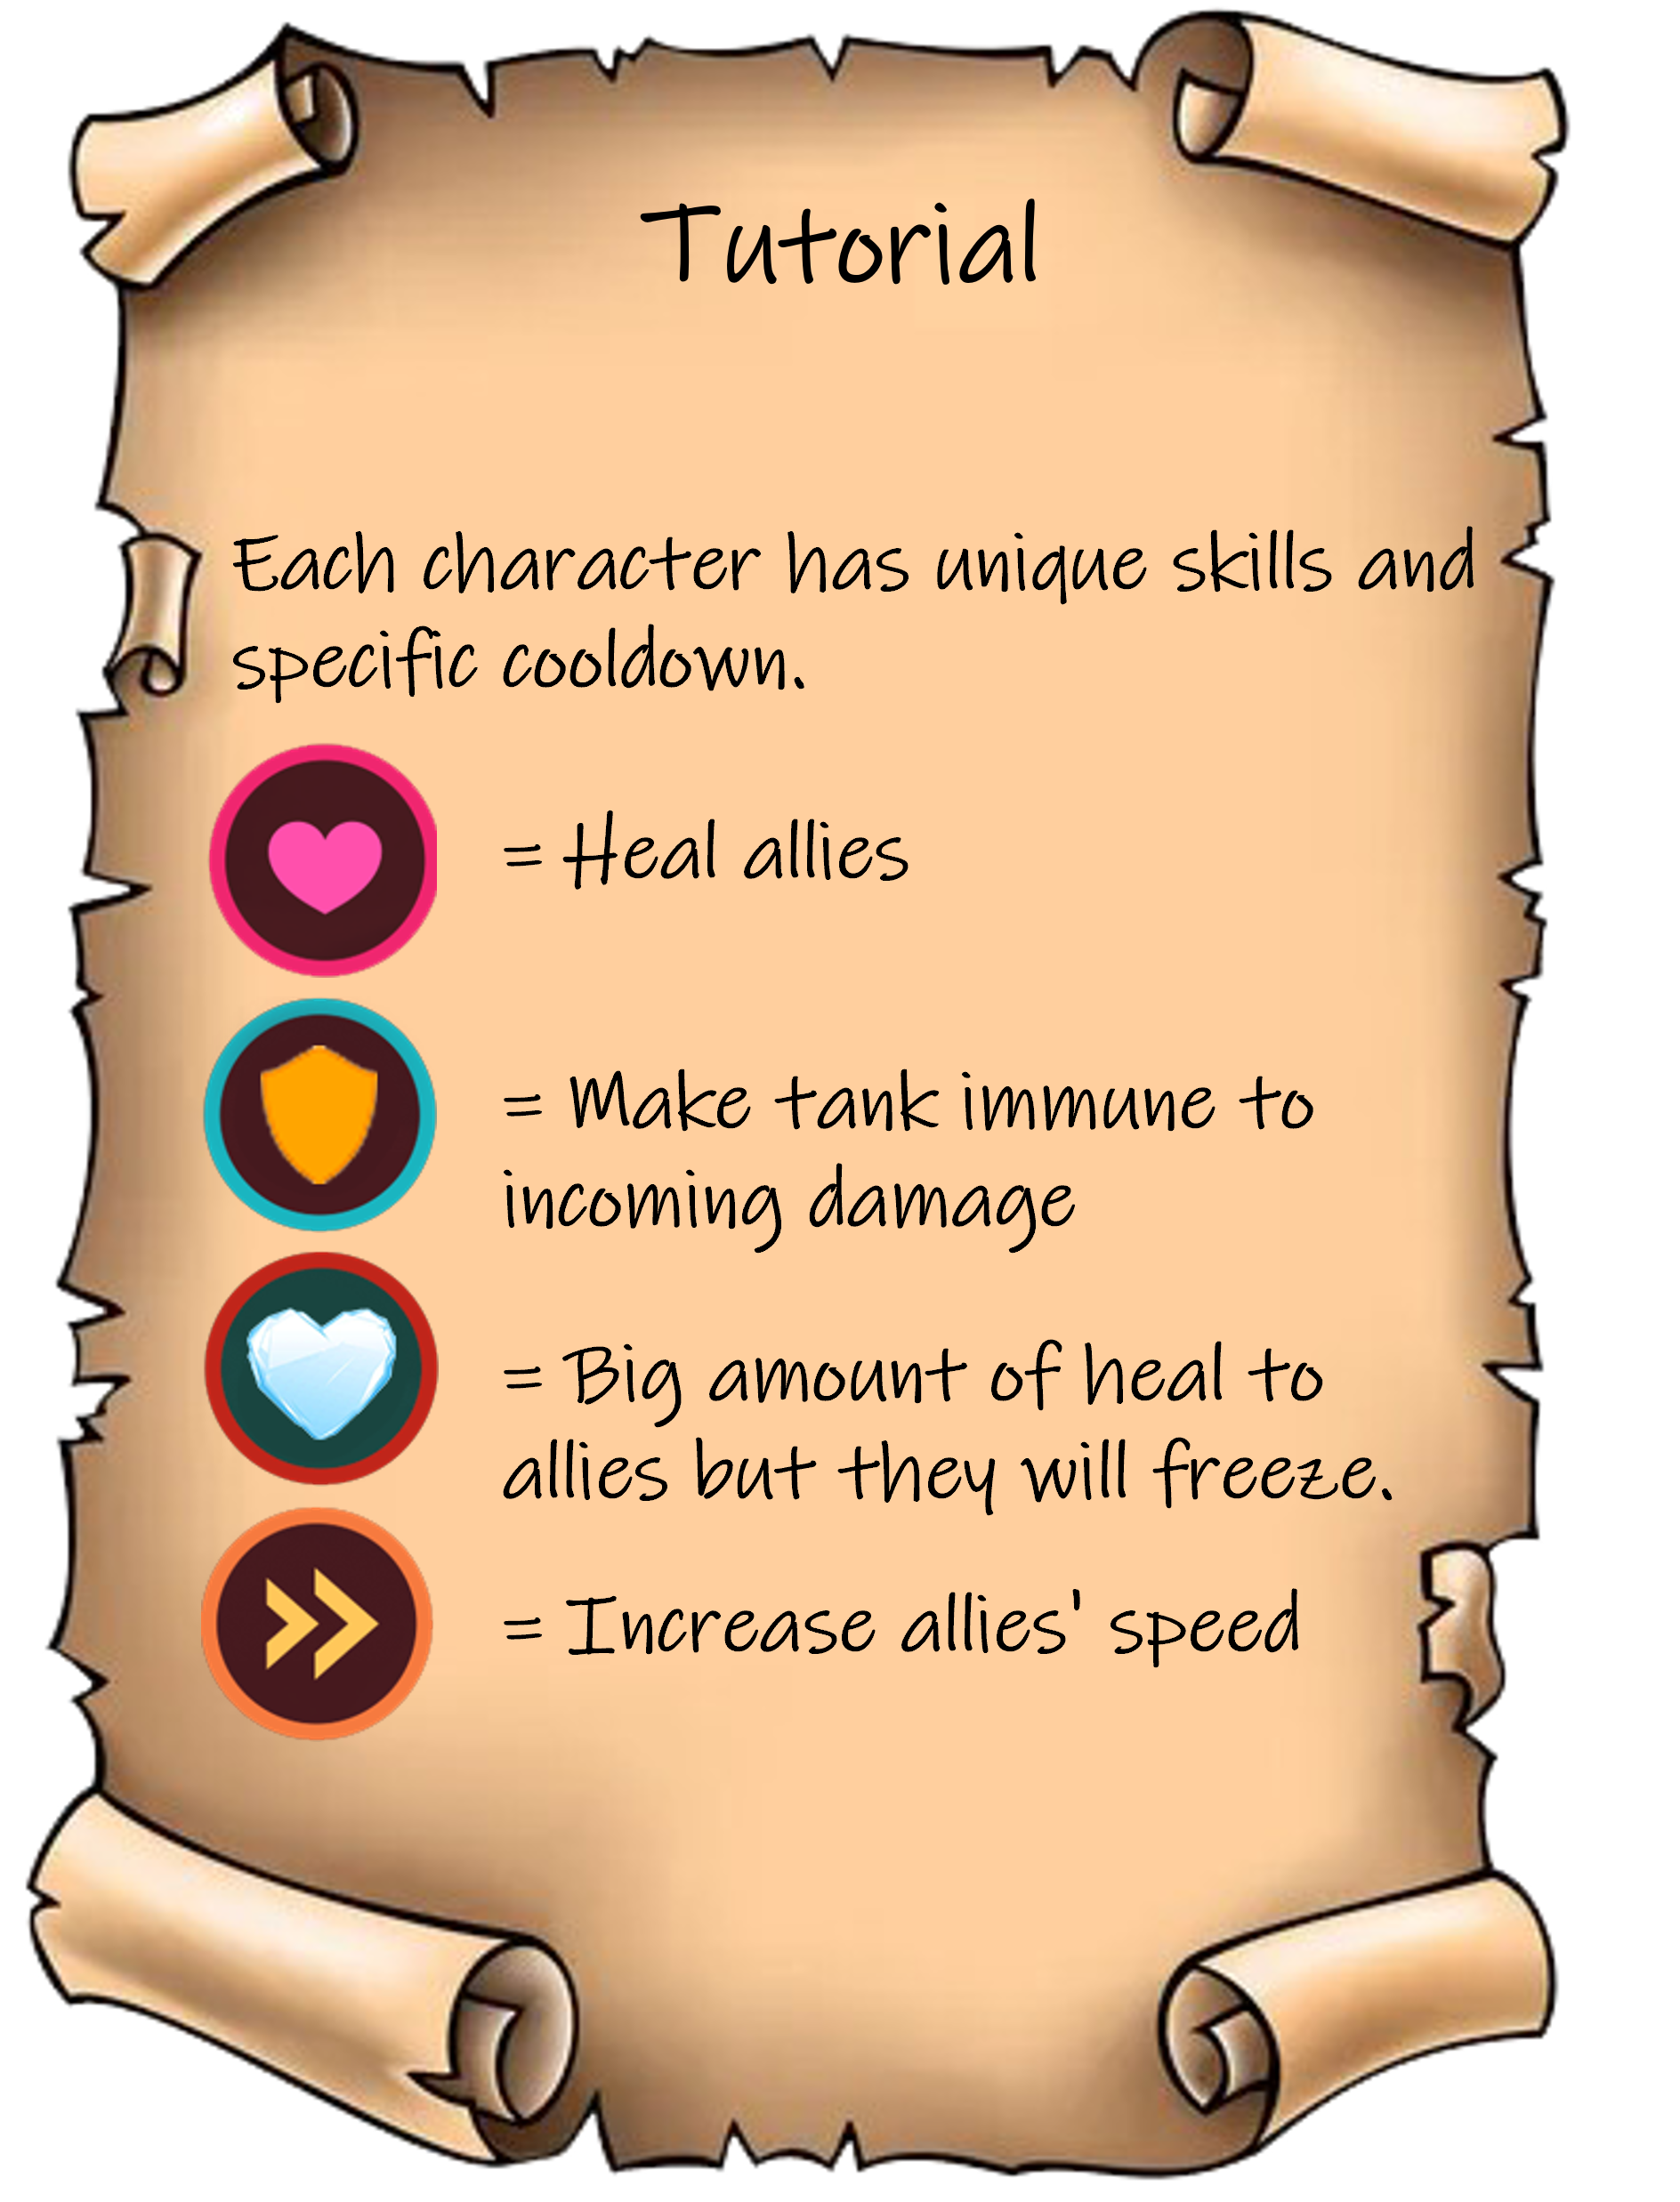 Tutorial
Each character has unique skills and
specific cooldown.
= Heal allies
= Make tank immune to
incoming damage
= Big amount of heal to
allies but they will freeze.
= Increase allies' speed